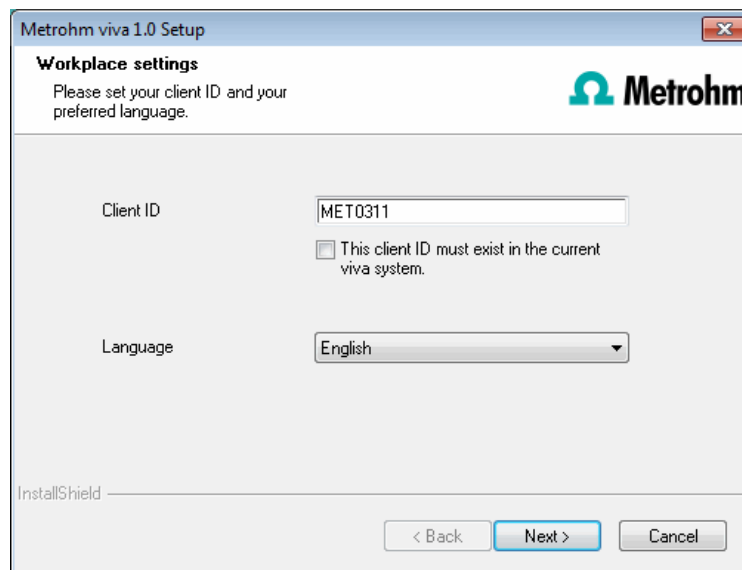 Metrohm viva 1.0 Setup
Workplace settings
Please set your client ID and your
preferred language.
Metrohm
Client ID
MET0311
This client ID must exist in the current
viva system.
Language
English
InstallShield
< Back
Next >
Cancel